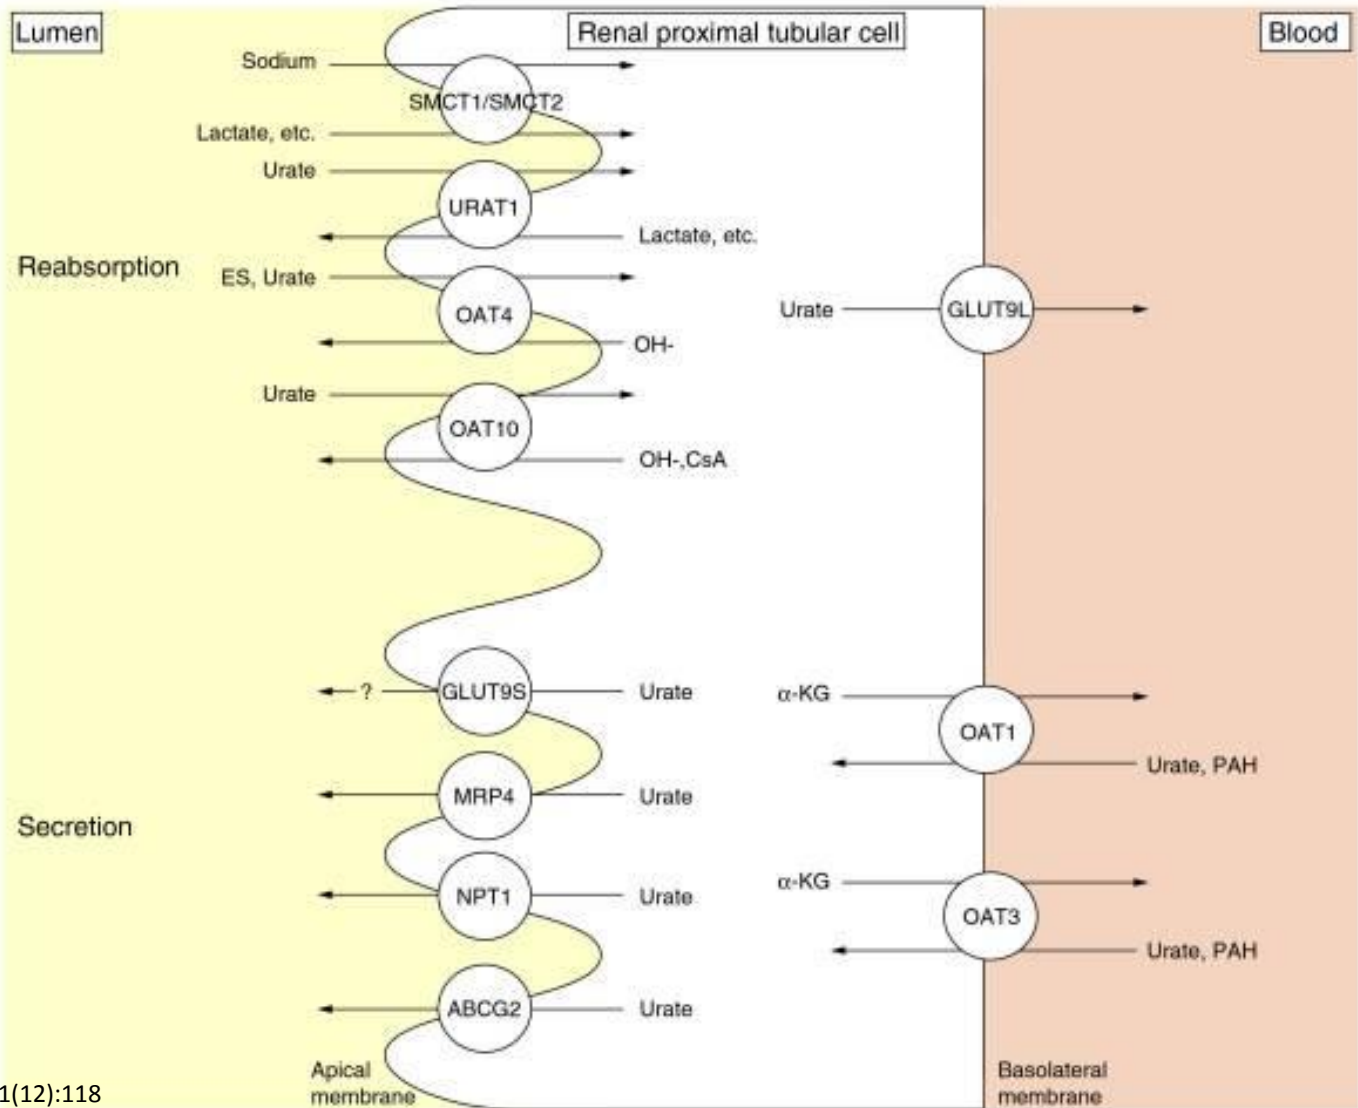 Lumen
Renal proximal tubular cell
Blood
Sodium
SMCT1/SMCT2
Lactate, etc.
Urate
URAT1
Lactate, etc.
Reabsorption
ES, Urate
OAT4
OH-
Urate
GLUT9L
Urate
OAT10
OH-,CsA
?
GLUT9S
Urate
α-KG
OAT1
Urate, PAH
MRP4
Urate
Secretion
NPT1
Urate
α-KG
OAT3
Urate, PAH
ABCG2
Urate
Apical
membrane
Basolateral
membrane
1(12):118